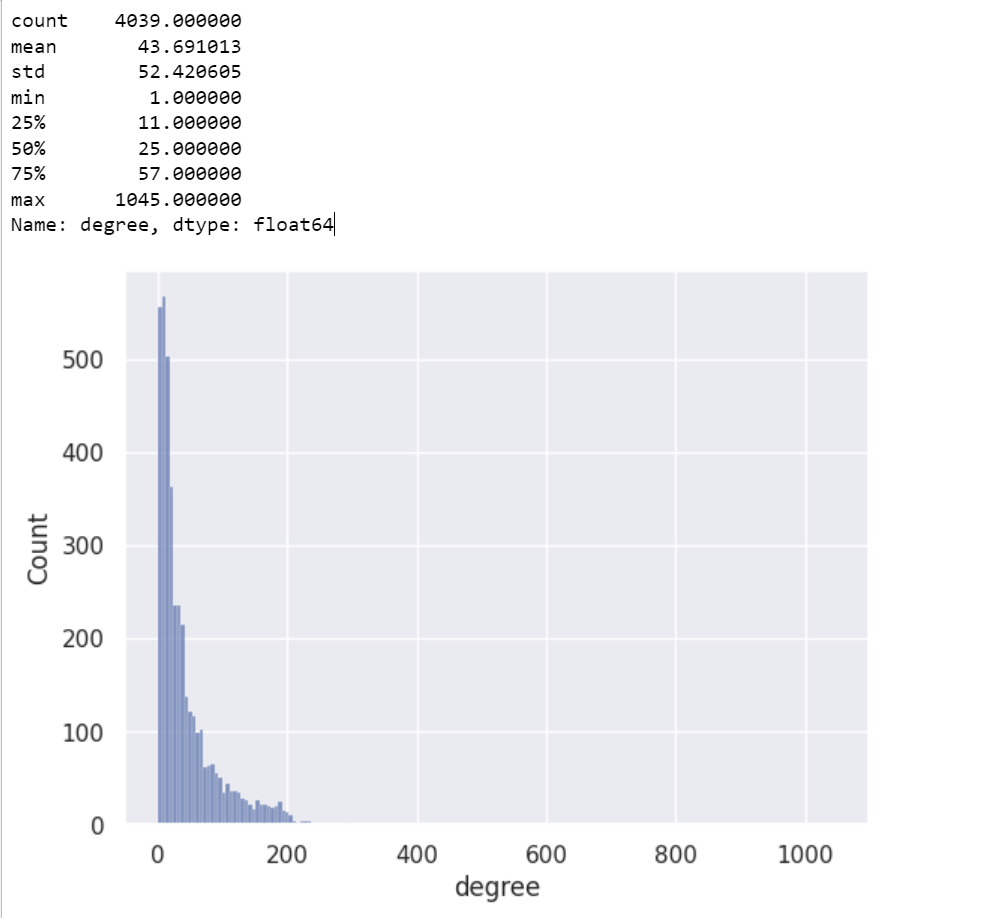 count 4039.000000
mean 43.691013
std 52.420605
min 1.000000
25% 11.000000
50% 25.000000
75% 57.000000
max 1045.000000
Name: degree, dtype: float64
500
400
300
200
100
0
Count
0 200 400 600 800 1000
degree